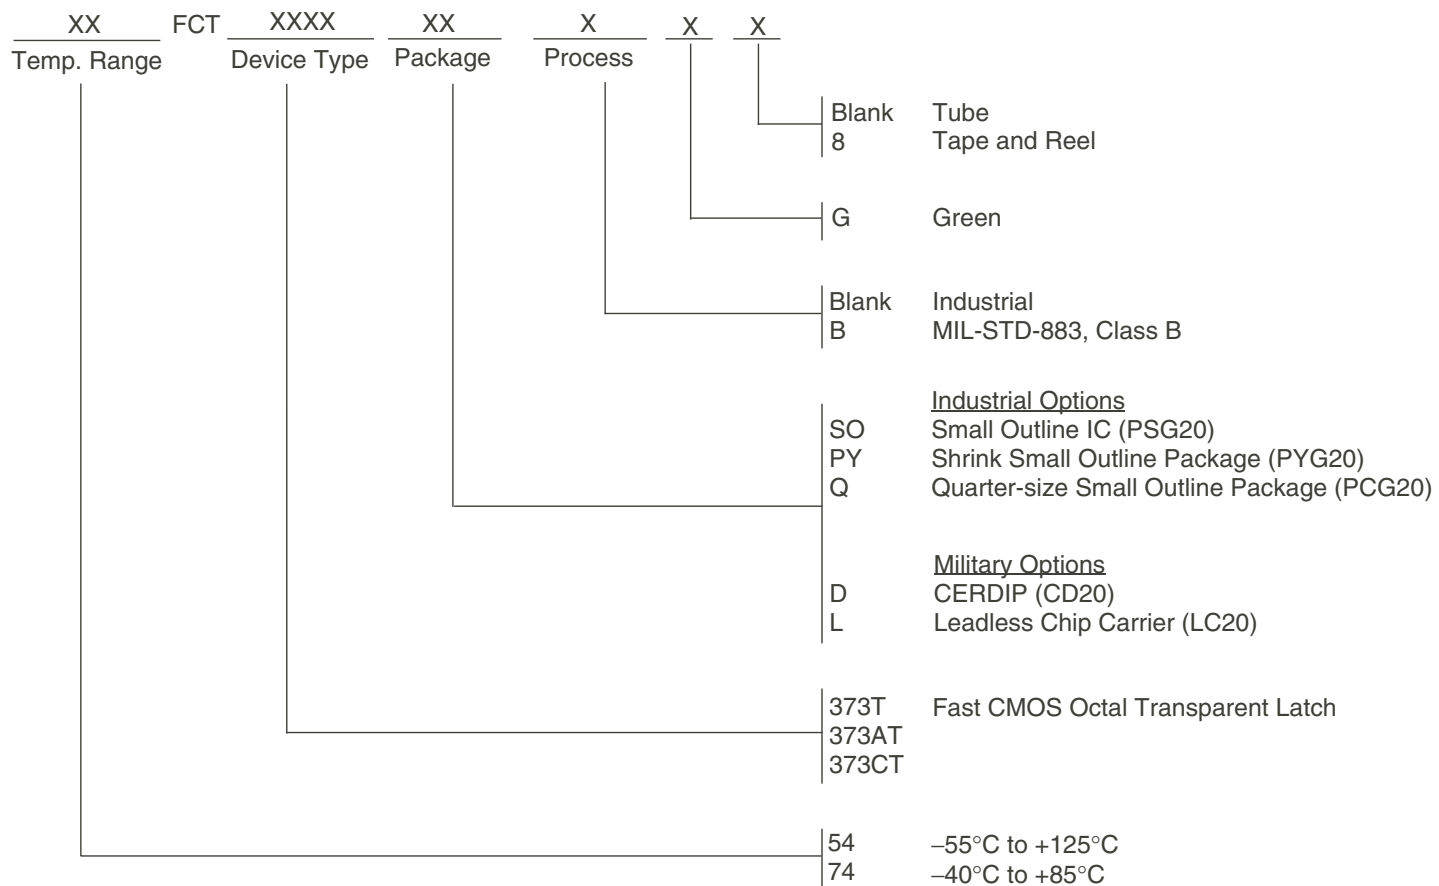 XX FCT XXXX XX X X X
Temp. Range Device Type Package Process
Blank Tube
8 Tape and Reel
G Green
Blank Industrial
B MIL-STD-883, Class B
Industrial Options
SO Small Outline IC (PSG20)
PY Shrink Small Outline Package (PYG20)
Q Quarter-size Small Outline Package (PCG20)
Military Options
D CERDIP (CD20)
L Leadless Chip Carrier (LC20)
373T Fast CMOS Octal Transparent Latch
373AT
373CT
54 –55°C to +125°C
74 –40°C to +85°C